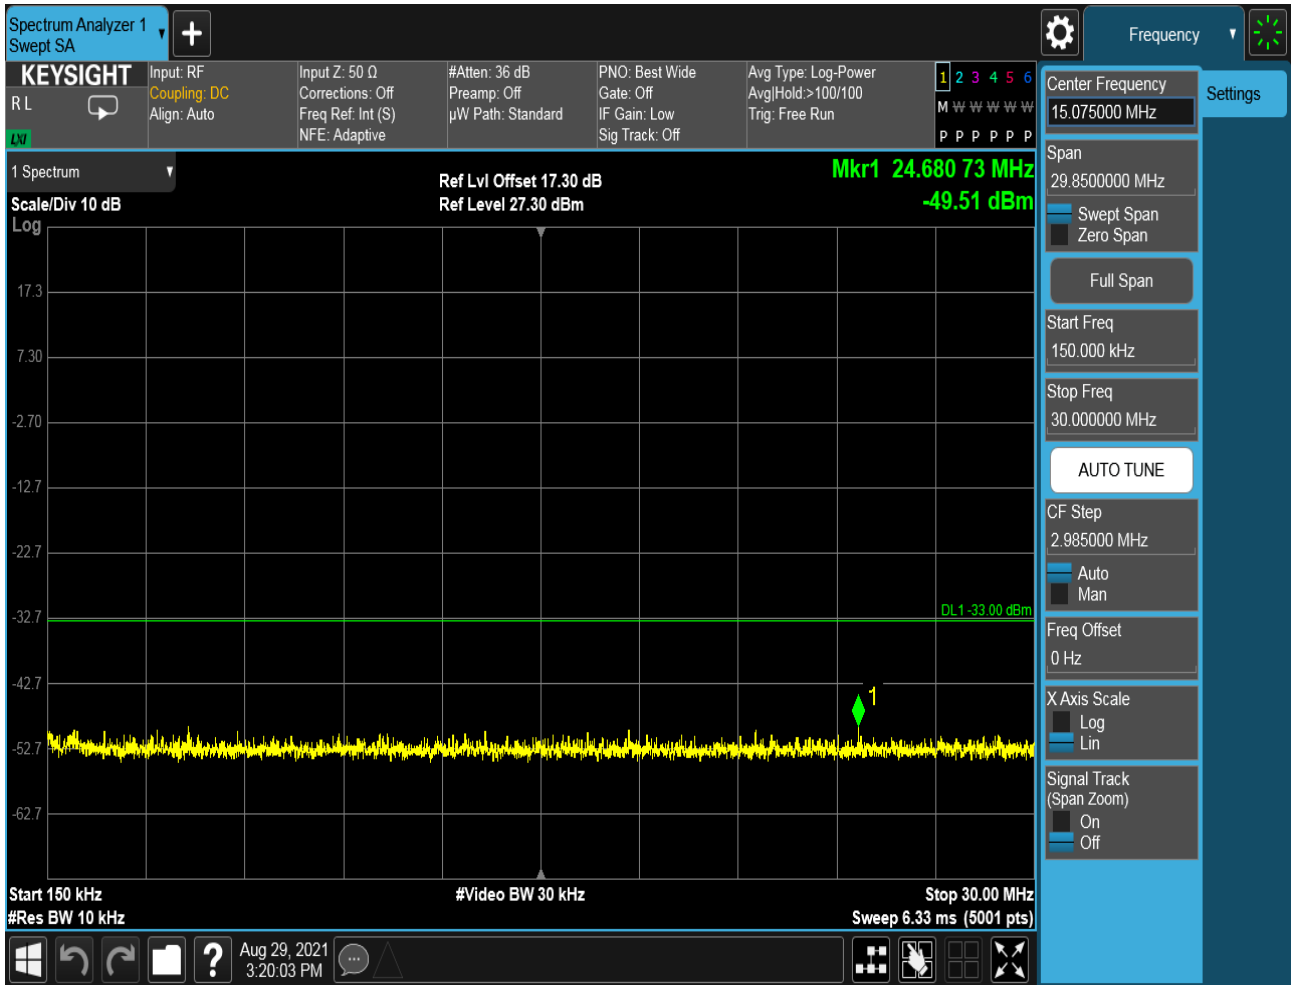 Spectrum Analyzer 1
Swept SA
Frequency
KEYSIGHT
R L
LXI
Input: RF
Coupling: DC
Align: Auto
Input Z: 50 Ω
Corrections: Off
Freq Ref: Int (S)
NFE: Adaptive
#Atten: 36 dB
Preamp: Off
µW Path: Standard
PNO: Best Wide
Gate: Off
IF Gain: Low
Sig Track: Off
Avg Type: Log-Power
Avg|Hold:>100/100
Trig: Free Run
1 2 3 4 5 6
M W W W W W
P P P P P P
1 Spectrum
Scale/Div 10 dB
Log
Ref Lvl Offset 17.30 dB
Ref Level 27.30 dBm
Mkr1 24.680 73 MHz
-49.51 dBm
17.3
7.30
-2.70
-12.7
-22.7
-32.7
-42.7
-52.7
-62.7
DL1 -33.00 dBm
1
Start 150 kHz
#Res BW 10 kHz
#Video BW 30 kHz
Stop 30.00 MHz
Sweep 6.33 ms (5001 pts)
Aug 29, 2021
3:20:03 PM
Center Frequency
15.075000 MHz
Span
29.8500000 MHz
Swept Span
Zero Span
Full Span
Start Freq
150.000 kHz
Stop Freq
30.000000 MHz
AUTO TUNE
CF Step
2.985000 MHz
Auto
Man
Freq Offset
0 Hz
X Axis Scale
Log
Lin
Signal Track
(Span Zoom)
On
Off
Settings